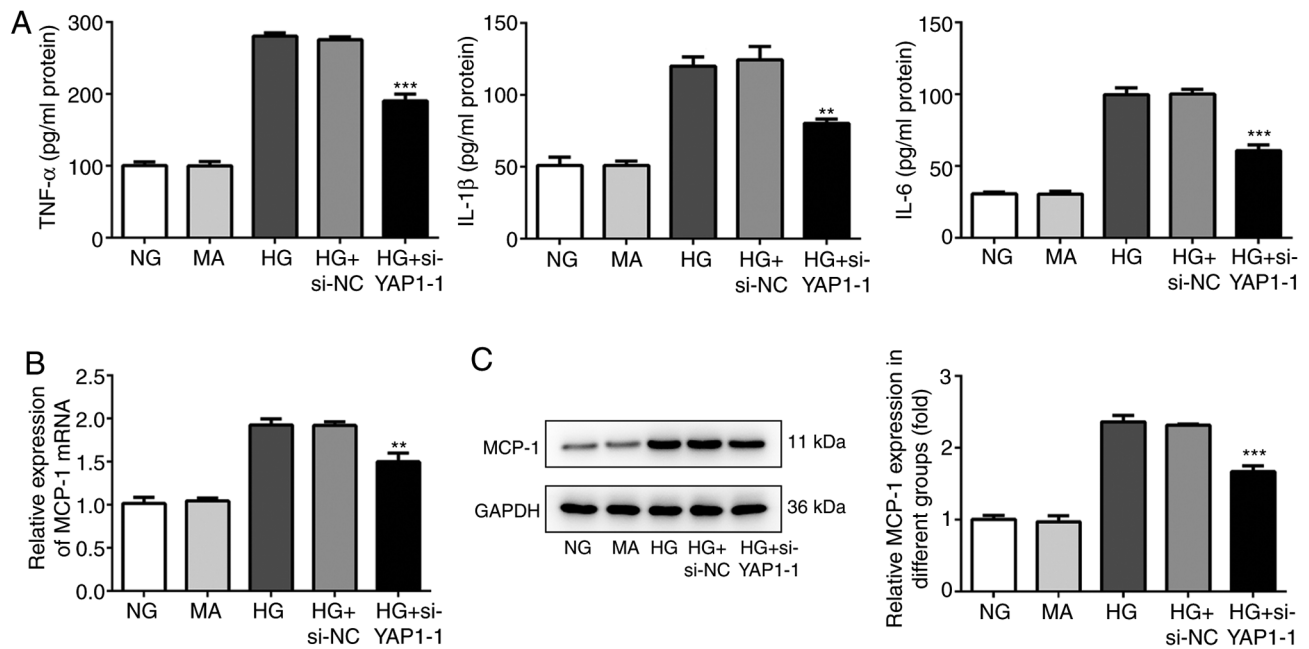 A
TNF-α (pg/ml protein)
300
200
100
0
***
NG MA HG HG+ HG+si-
si-NC YAP1-1
IL-1β (pg/ml protein)
150
100
50
0
**
NG MA HG HG+ HG+si-
si-NC YAP1-1
IL-6 (pg/ml protein)
150
100
50
0
***
NG MA HG HG+ HG+si-
si-NC YAP1-1
B
Relative expression
of MCP-1 mRNA
2.5
2.0
1.5
1.0
0.5
0.0
**
NG MA HG HG+ HG+si-
si-NC YAP1-1
C
MCP-1 11 kDa
GAPDH 36 kDa
NG MA HG HG+ HG+si-
si-NC YAP1-1
Relative MCP-1 expression in
different groups (fold)
3
2
1
0
***
NG MA HG HG+ HG+si-
si-NC YAP1-1